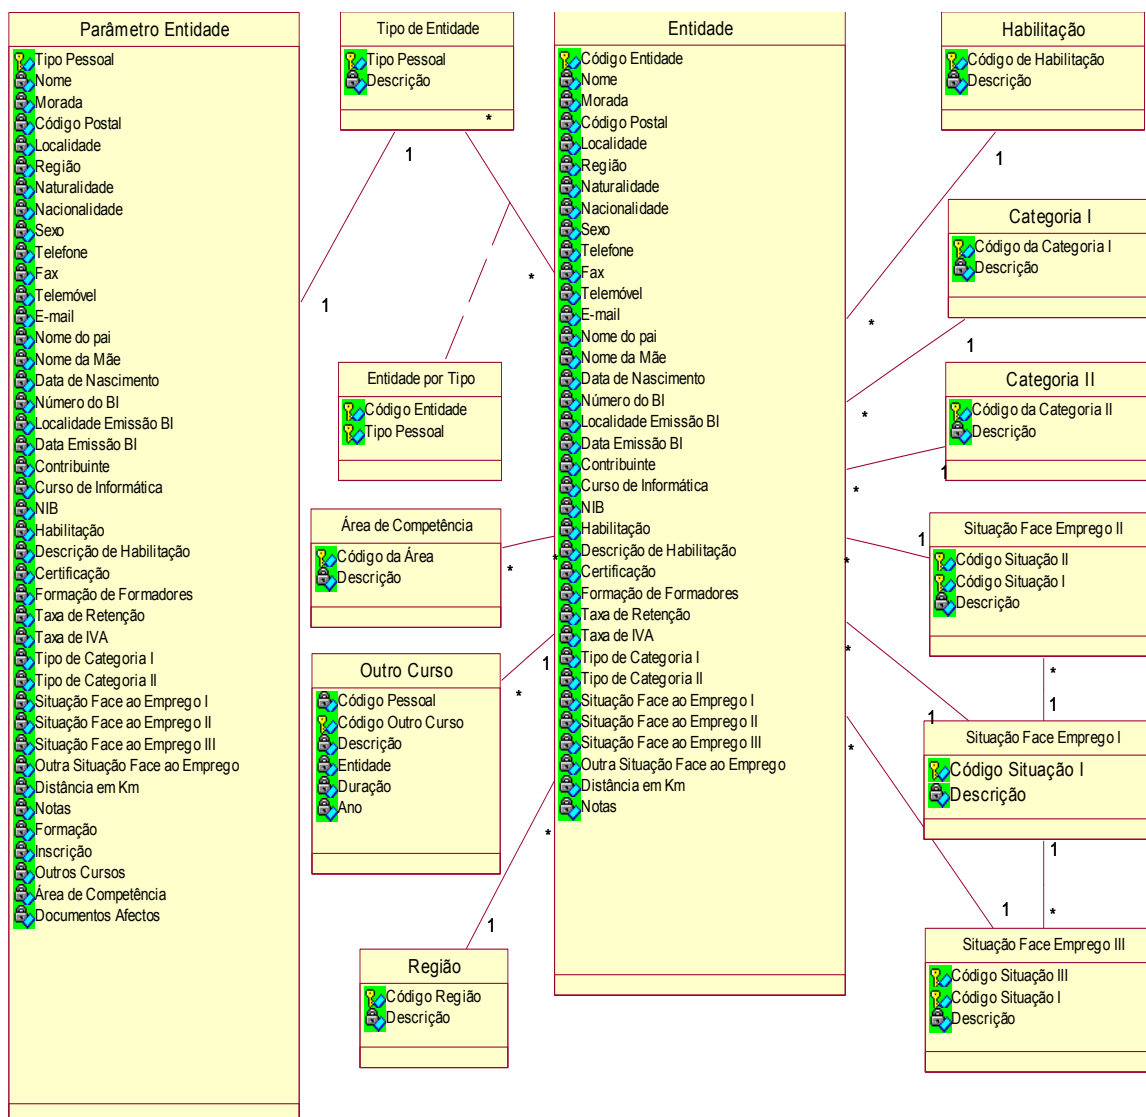 Parâmetro Entidade
Tipo Pessoal
Nome
Morada
Código Postal
Localidade
Região
Naturalidade
Nacionalidade
Sexo
Telefone
Fax
Telemóvel
E-mail
Nome do pai
Nome da Mãe
Data de Nascimento
Número do BI
Localidade Emissão BI
Data Emissão BI
Contribuinte
Curso de Informática
NIB
Habilitação
Descrição de Habilitação
Certificação
Formação de Formadores
Taxa de Retenção
Taxa de IVA
Tipo de Categoria I
Tipo de Categoria II
Situação Face ao Emprego I
Situação Face ao Emprego II
Situação Face ao Emprego III
Outra Situação Face ao Emprego
Distância em Km
Notas
Formação
Inscrição
Outros Cursos
Área de Competência
Documentos Afectos
Tipo de Entidade
Tipo Pessoal
Descrição
*
1
1
*
Entidade por Tipo
Código Entidade
Tipo Pessoal
Área de Competência
Código da Área
Descrição
*
*
Outro Curso
Código Pessoal
Código Outro Curso
Descrição
Entidade
Duração
Ano
1
*
*
1
Região
Código Região
Descrição
Entidade
Código Entidade
Nome
Morada
Código Postal
Localidade
Região
Naturalidade
Nacionalidade
Sexo
Telefone
Fax
Telemóvel
E-mail
Nome do pai
Nome da Mãe
Data de Nascimento
Número do BI
Localidade Emissão BI
Data Emissão BI
Contribuinte
Curso de Informática
NIB
Habilitação
Descrição de Habilitação
Certificação
Formação de Formadores
Taxa de Retenção
Taxa de IVA
Tipo de Categoria I
Tipo de Categoria II
Situação Face ao Emprego I
Situação Face ao Emprego II
Situação Face ao Emprego III
Outra Situação Face ao Emprego
Distância em Km
Notas
Habilitação
Código de Habilitação
Descrição
1
*
Categoria I
Código da Categoria I
Descrição
1
*
Categoria II
Código da Categoria II
Descrição
1
*
Situação Face Emprego II
Código Situação II
Código Situação I
Descrição
1
*
*
1
*
1
Situação Face Emprego I
Código Situação I
Descrição
*
1
1
*
Situação Face Emprego III
Código Situação III
Código Situação I
Descrição